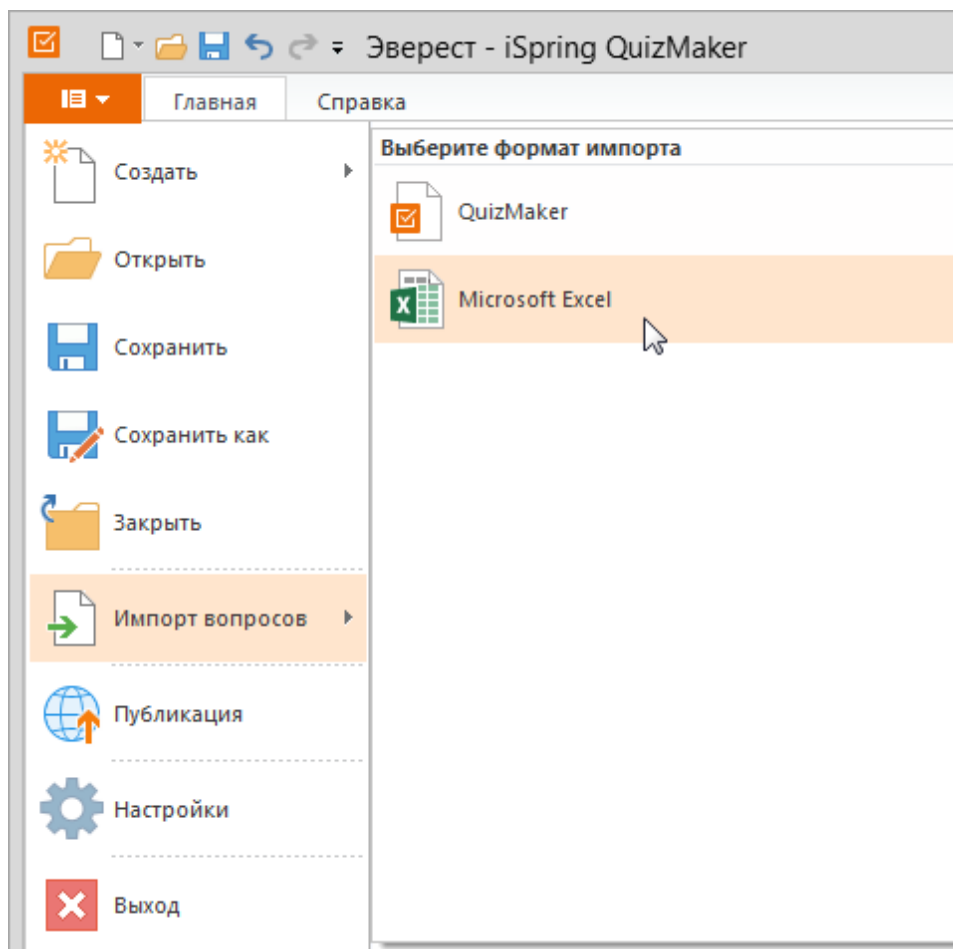 Эверест - iSpring QuizMaker
Главная
Справка
Создать
Открыть
Сохранить
Сохранить как
Закрыть
Импорт вопросов
Публикация
Настройки
Выход
Выберите формат импорта
QuizMaker
Microsoft Excel